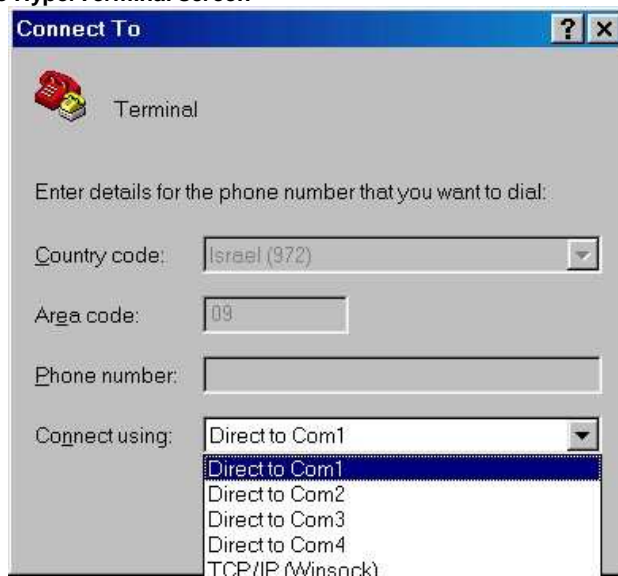 HyperTerminal Screen
Connect To
Terminal
Enter details for the phone number that you want to dial:
Country code: Israel (972)
Area code: 09
Phone number:
Connect using: Direct to Com1
Direct to Com1
Direct to Com2
Direct to Com3
Direct to Com4
TCP/IP (Winsock)